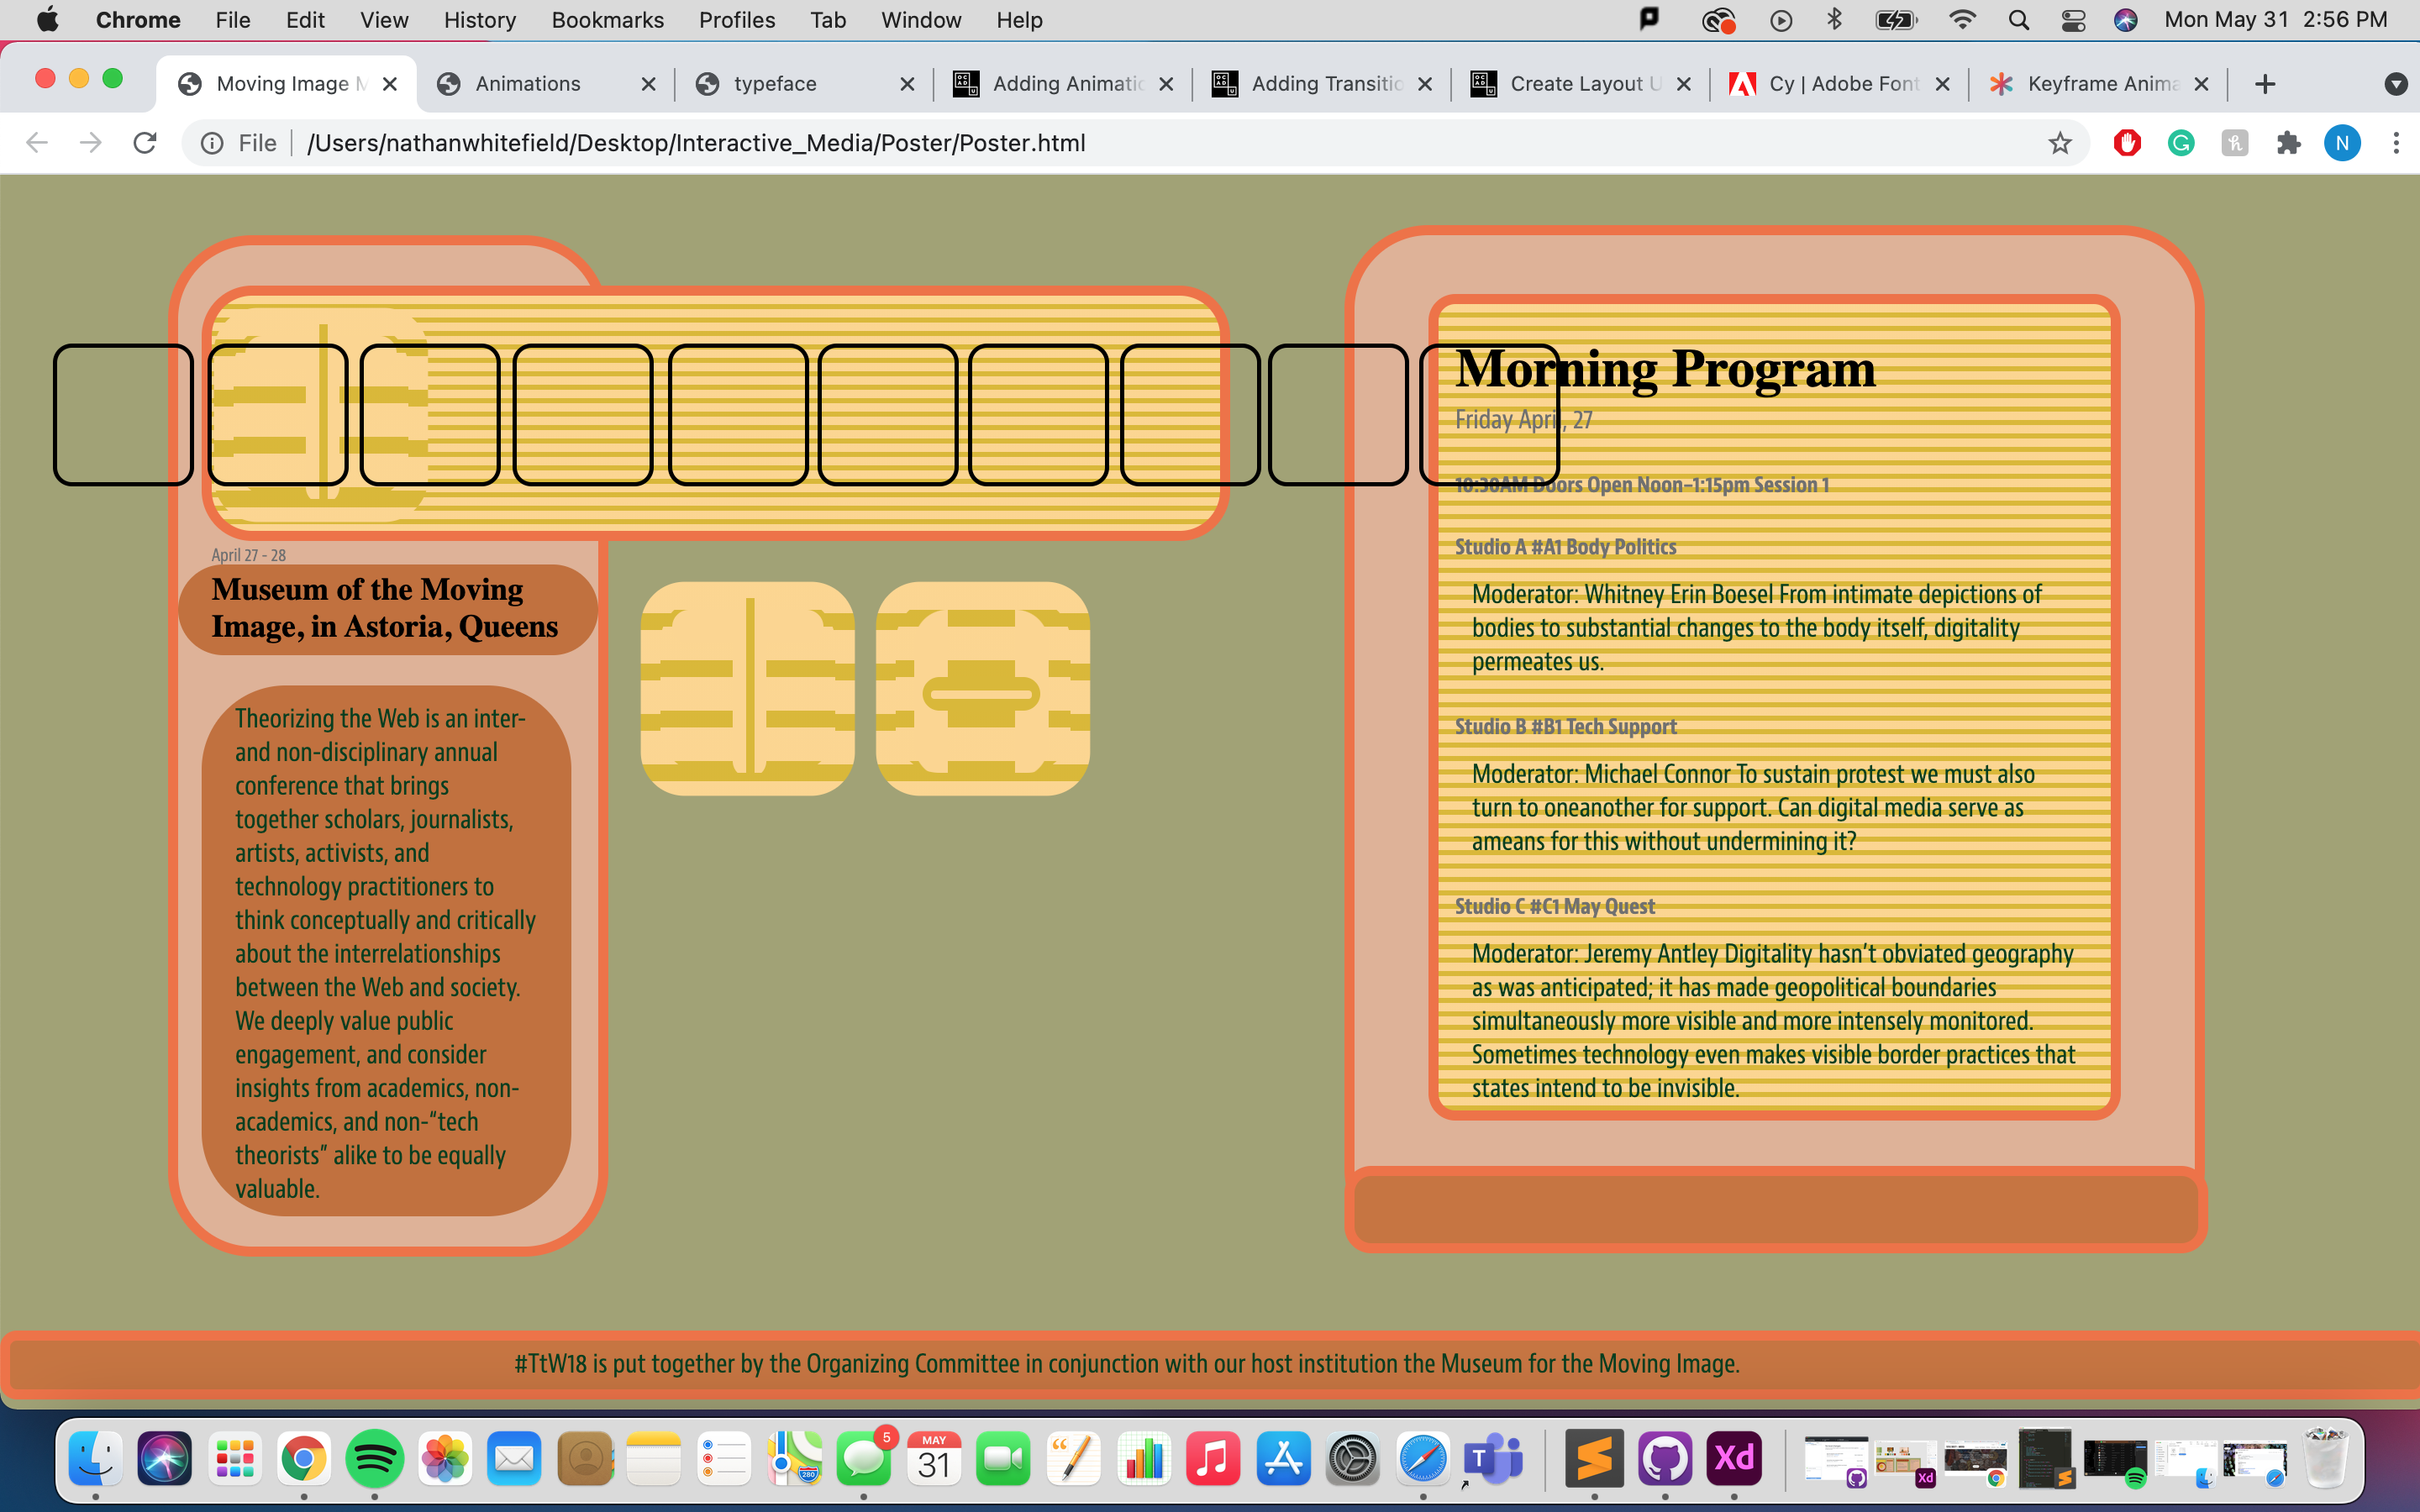 Chrome File Edit View History Bookmarks Profiles Tab Window Help Mon May 31 2:56 PM
Moving Image M Animations typeface Adding Animatio Adding Transitio Create Layout U Cy | Adobe Font Keyframe Anima
File /Users/nathanwhitefield/Desktop/Interactive_Media/Poster/Poster.html N
April 27 - 28
Museum of the Moving
Image, in Astoria, Queens
Theorizing the Web is an inter-
and non-disciplinary annual
conference that brings
together scholars, journalists,
artists, activists, and
technology practitioners to
think conceptually and critically
about the interrelationships
between the Web and society.
We deeply value public
engagement, and consider
insights from academics, non-
academics, and non-“tech
theorists” alike to be equally
valuable.
Morning Program
Friday April, 27
10:30AM Doors Open Noon–1:15pm Session 1
Studio A #A1 Body Politics
Moderator: Whitney Erin Boesel From intimate depictions of
bodies to substantial changes to the body itself, digitality
permeates us.
Studio B #B1 Tech Support
Moderator: Michael Connor To sustain protest we must also
turn to oneanother for support. Can digital media serve as
ameans for this without undermining it?
Studio C #C1 May Quest
Moderator: Jeremy Antley Digitality hasn’t obviated geography
as was anticipated; it has made geopolitical boundaries
simultaneously more visible and more intensely monitored.
Sometimes technology even makes visible border practices that
states intend to be invisible.
#TtW18 is put together by the Organizing Committee in conjunction with our host institution the Museum for the Moving Image.
280 5 MAY 31 T Xd